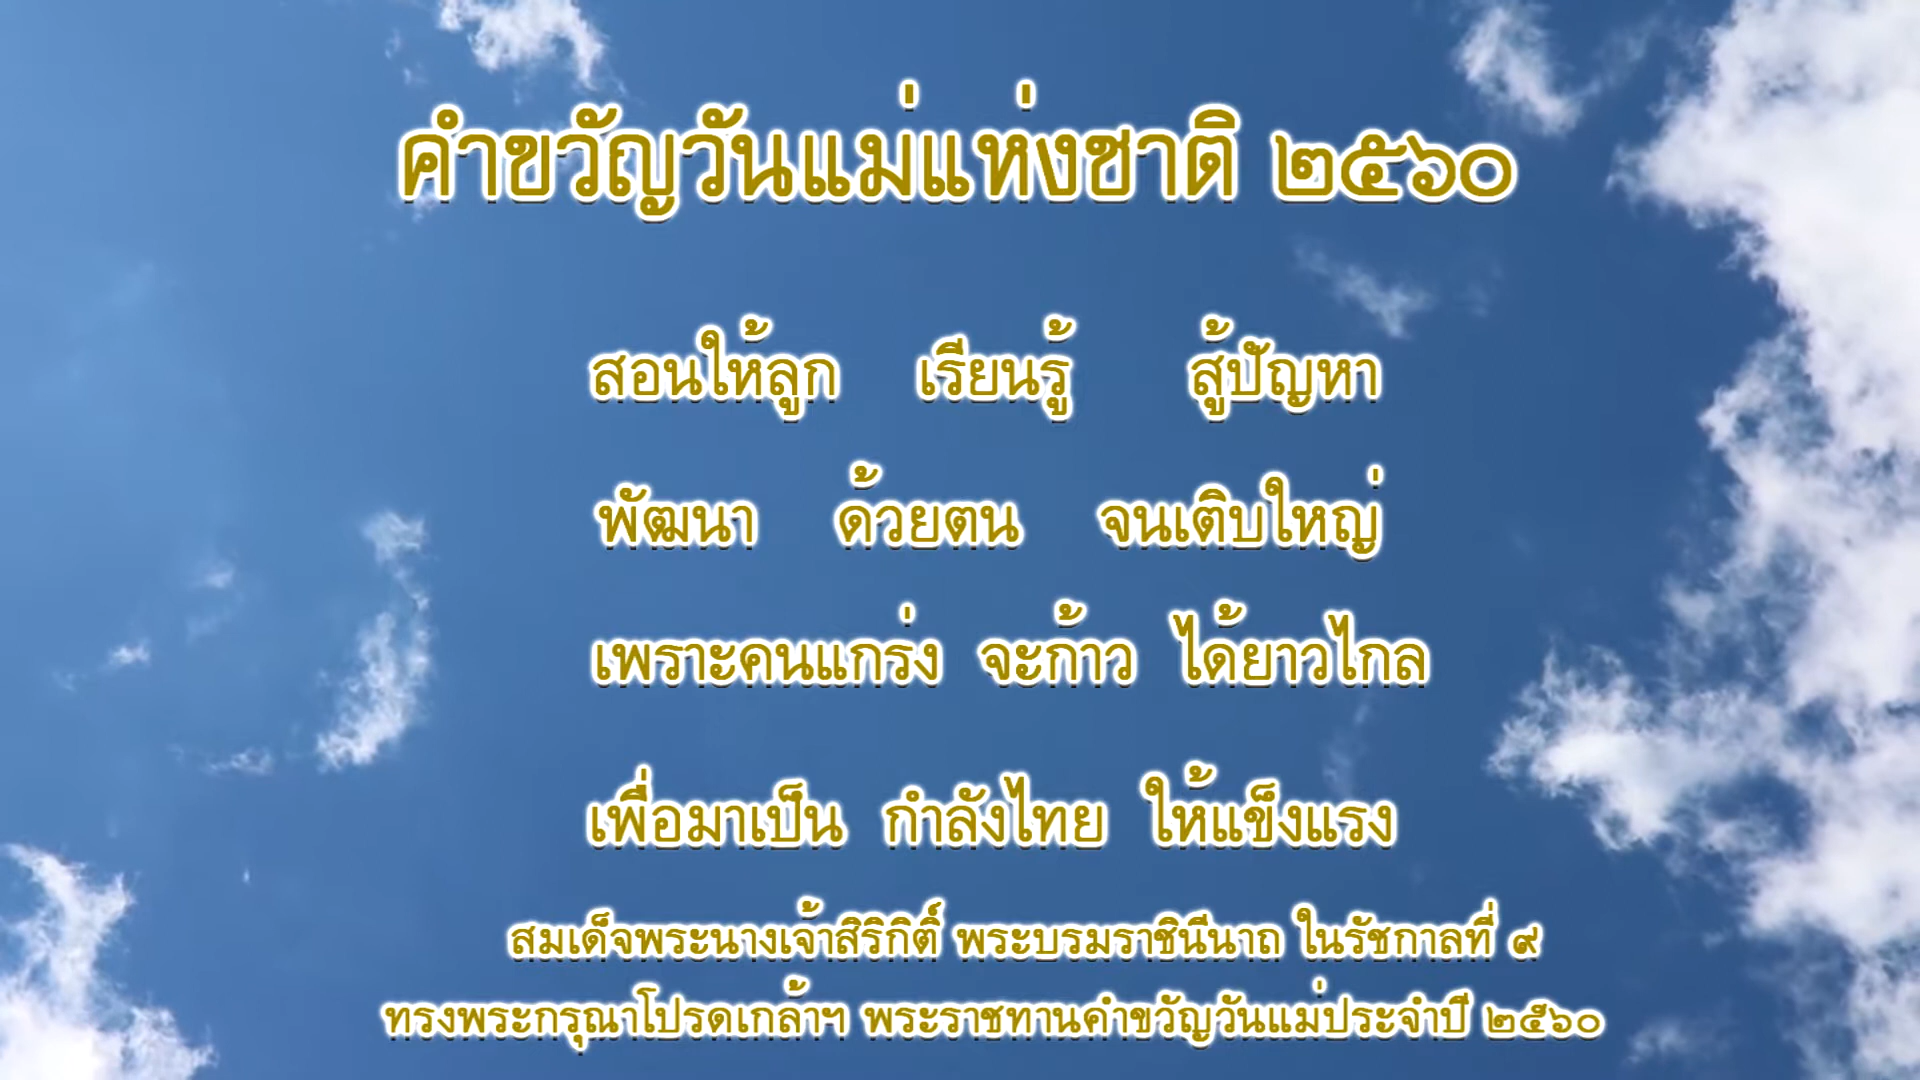 คำขวัญวันแม่แห่งชาติ ๒๕๖๐
สอนให้ลูก เรียนรู้ สู้ปัญหา
พัฒนา ด้วยตน จนเติบใหญ่
เพราะคนแกร่ง จะก้าว ได้ยาวไกล
เพื่อมาเป็น กำลังไทย ให้แข็งแรง
สมเด็จพระนางเจ้าสิริกิติ์ พระบรมราชินีนาถ ในรัชกาลที่ ๙
ทรงพระกรุณาโปรดเกล้าฯ พระราชทานคำขวัญวันแม่ประจำปี ๒๕๖๐